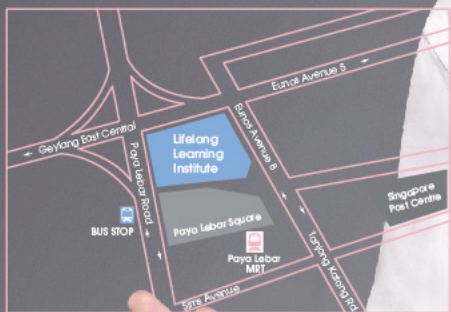 Eunos Avenue 5
Geylang East Central
Lifelong
Learning
Institute
Eunos Avenue 8
Paya Lebar Road
Singapore
Post Centre
Paya Lebar Square
BUS STOP
Paya Lebar
MRT
Tanjong Katong Rd
Sims Avenue